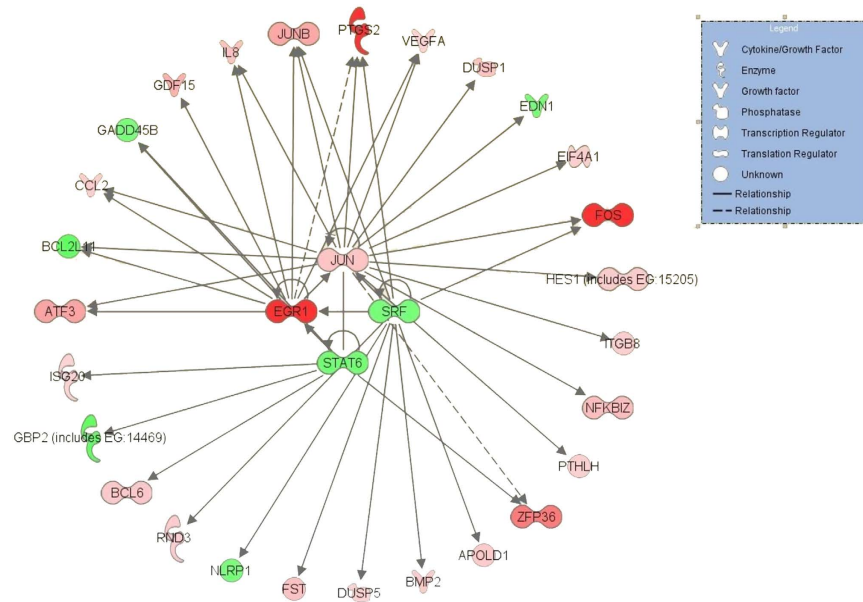 PTGS2
JUNB
VEGFA
IL8
DUSP1
GDF15
EDN1
GADD45B
EIF4A1
CCL2
FOS
BCL2L11
JUN
HES1 (includes EG:15205)
ATF3
EGR1
SRF
ITGB8
STAT6
ISG20
NFKBIZ
GBP2 (includes EG:14469)
PTHLH
BCL6
ZFP36
RND3
APOLD1
NLRP1
FST
DUSP5
BMP2
Legend
Cytokine/Growth Factor
Enzyme
Growth factor
Phosphatase
Transcription Regulator
Translation Regulator
Unknown
Relationship
Relationship